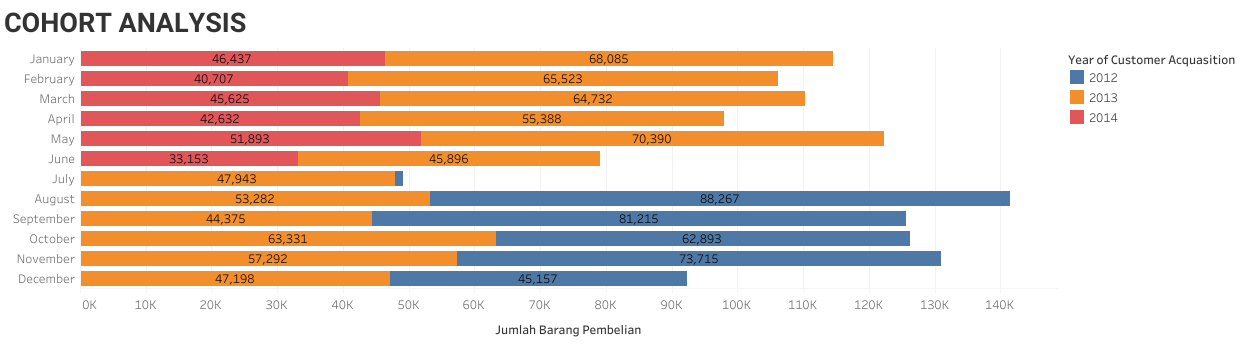 COHORT ANALYSIS
January 46,437 68,085
February 40,707 65,523
March 45,625 64,732
April 42,632 55,388
May 51,893 70,390
June 33,153 45,896
July 47,943
August 53,282 88,267
September 44,375 81,215
October 63,331 62,893
November 57,292 73,715
December 47,198 45,157
0K 10K 20K 30K 40K 50K 60K 70K 80K 90K 100K 110K 120K 130K 140K
Jumlah Barang Pembelian
Year of Customer Acquasition
2012
2013
2014